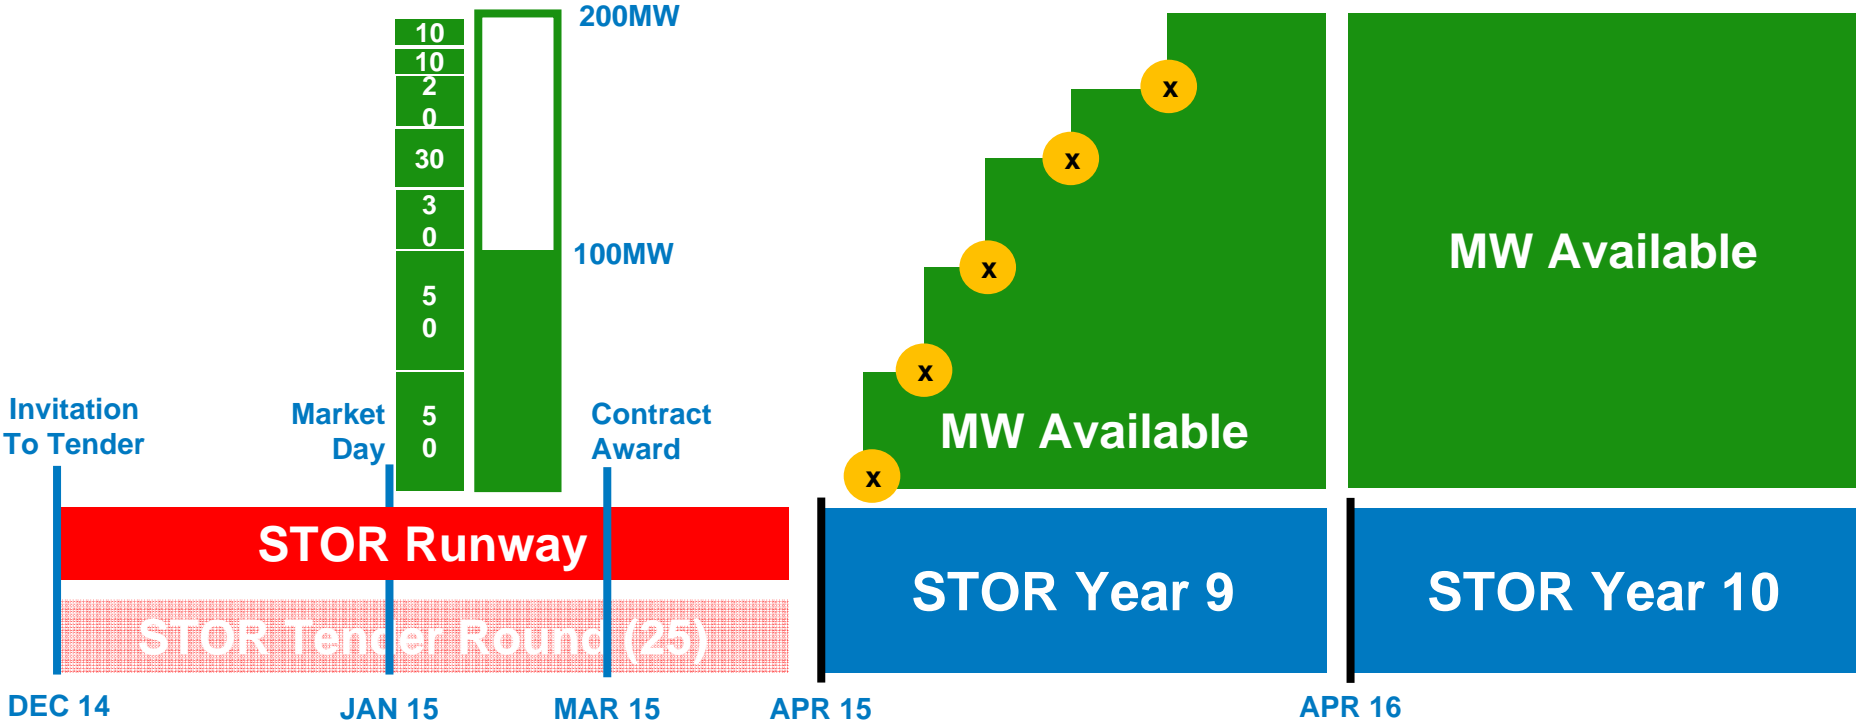 200MW
10
10
2
0
30
3
0
100MW
5
0
5
0
Invitation
To Tender
Market
Day
Contract
Award
x
x
x
x
x
x
MW Available
MW Available
STOR Runway
STOR Tender Round (25)
STOR Year 9
STOR Year 10
DEC 14
JAN 15
MAR 15
APR 15
APR 16